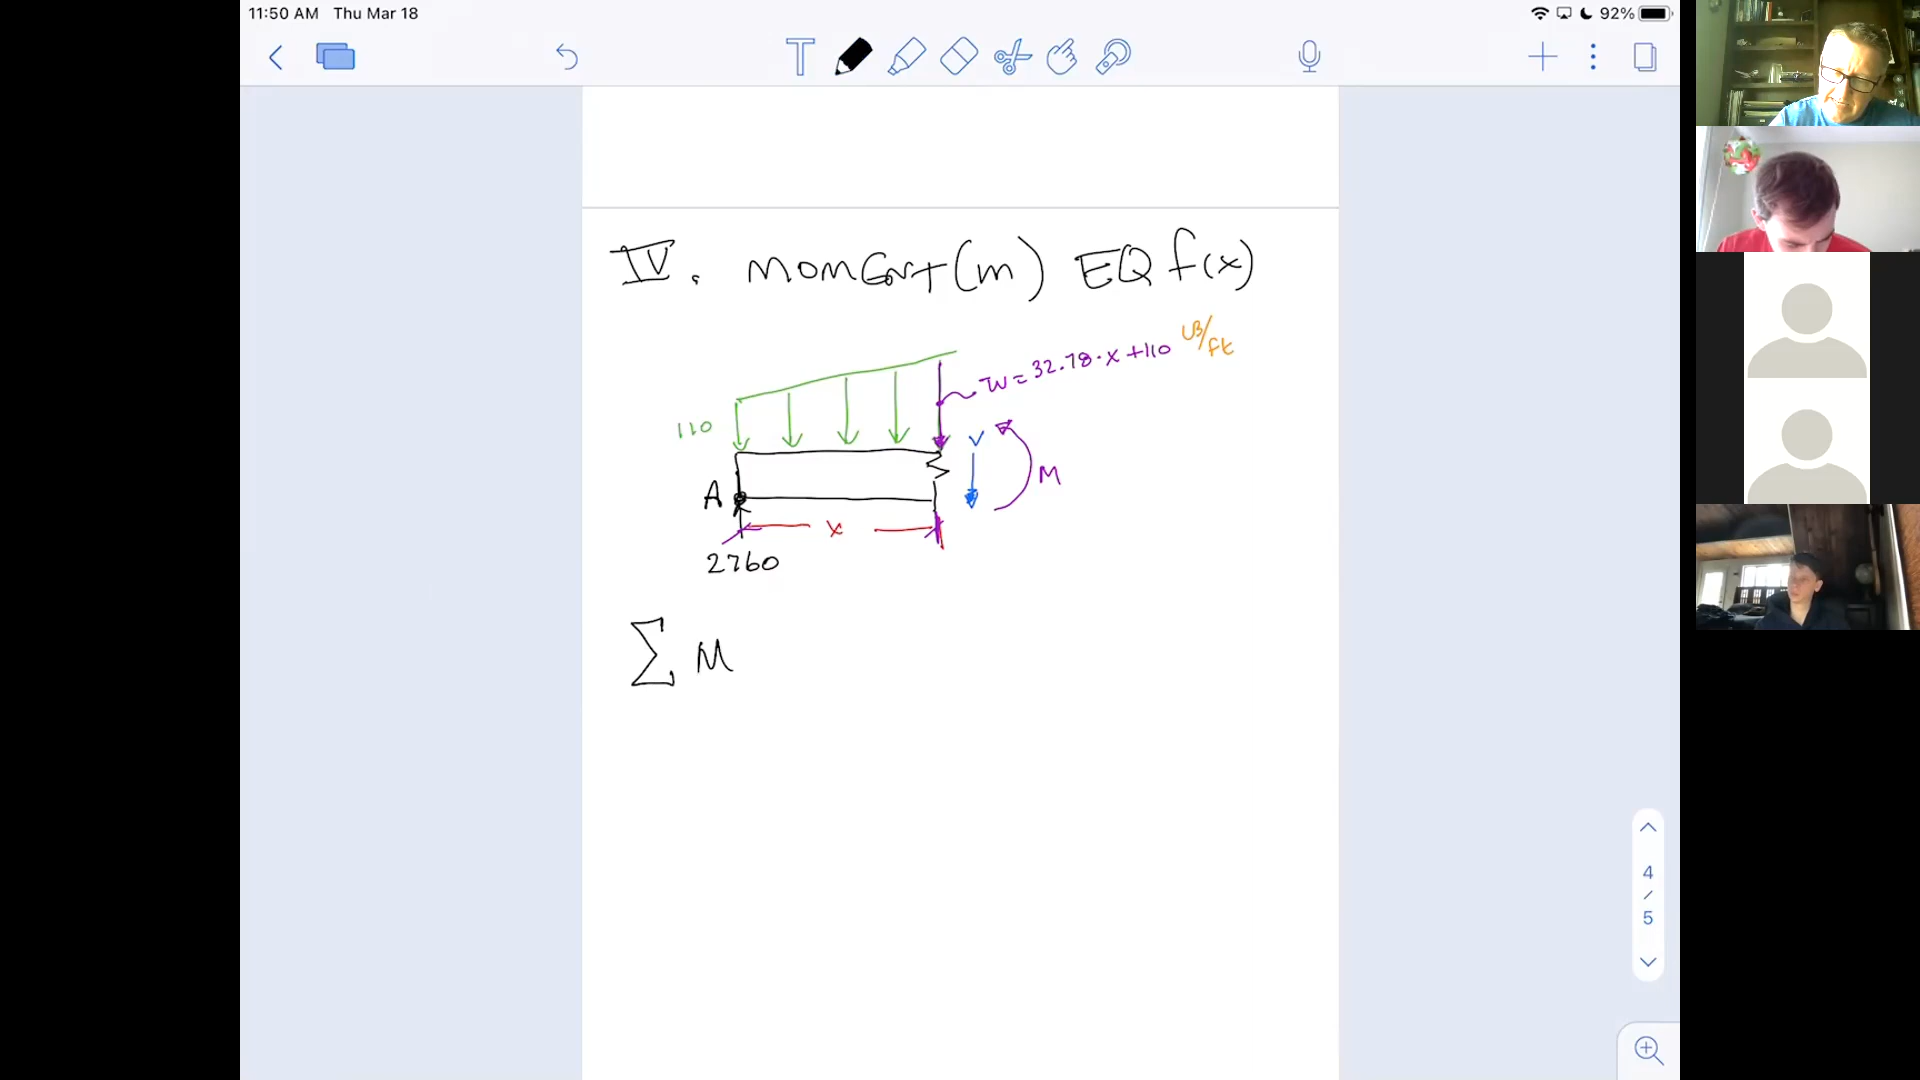 11:50 AM Thu Mar 18
92%
T
IV. MOMENT (M) EQ f(x)
W = 32.78·X + 110 LB/ft
110
V
M
A
X
2760
Σ M
4
/
5